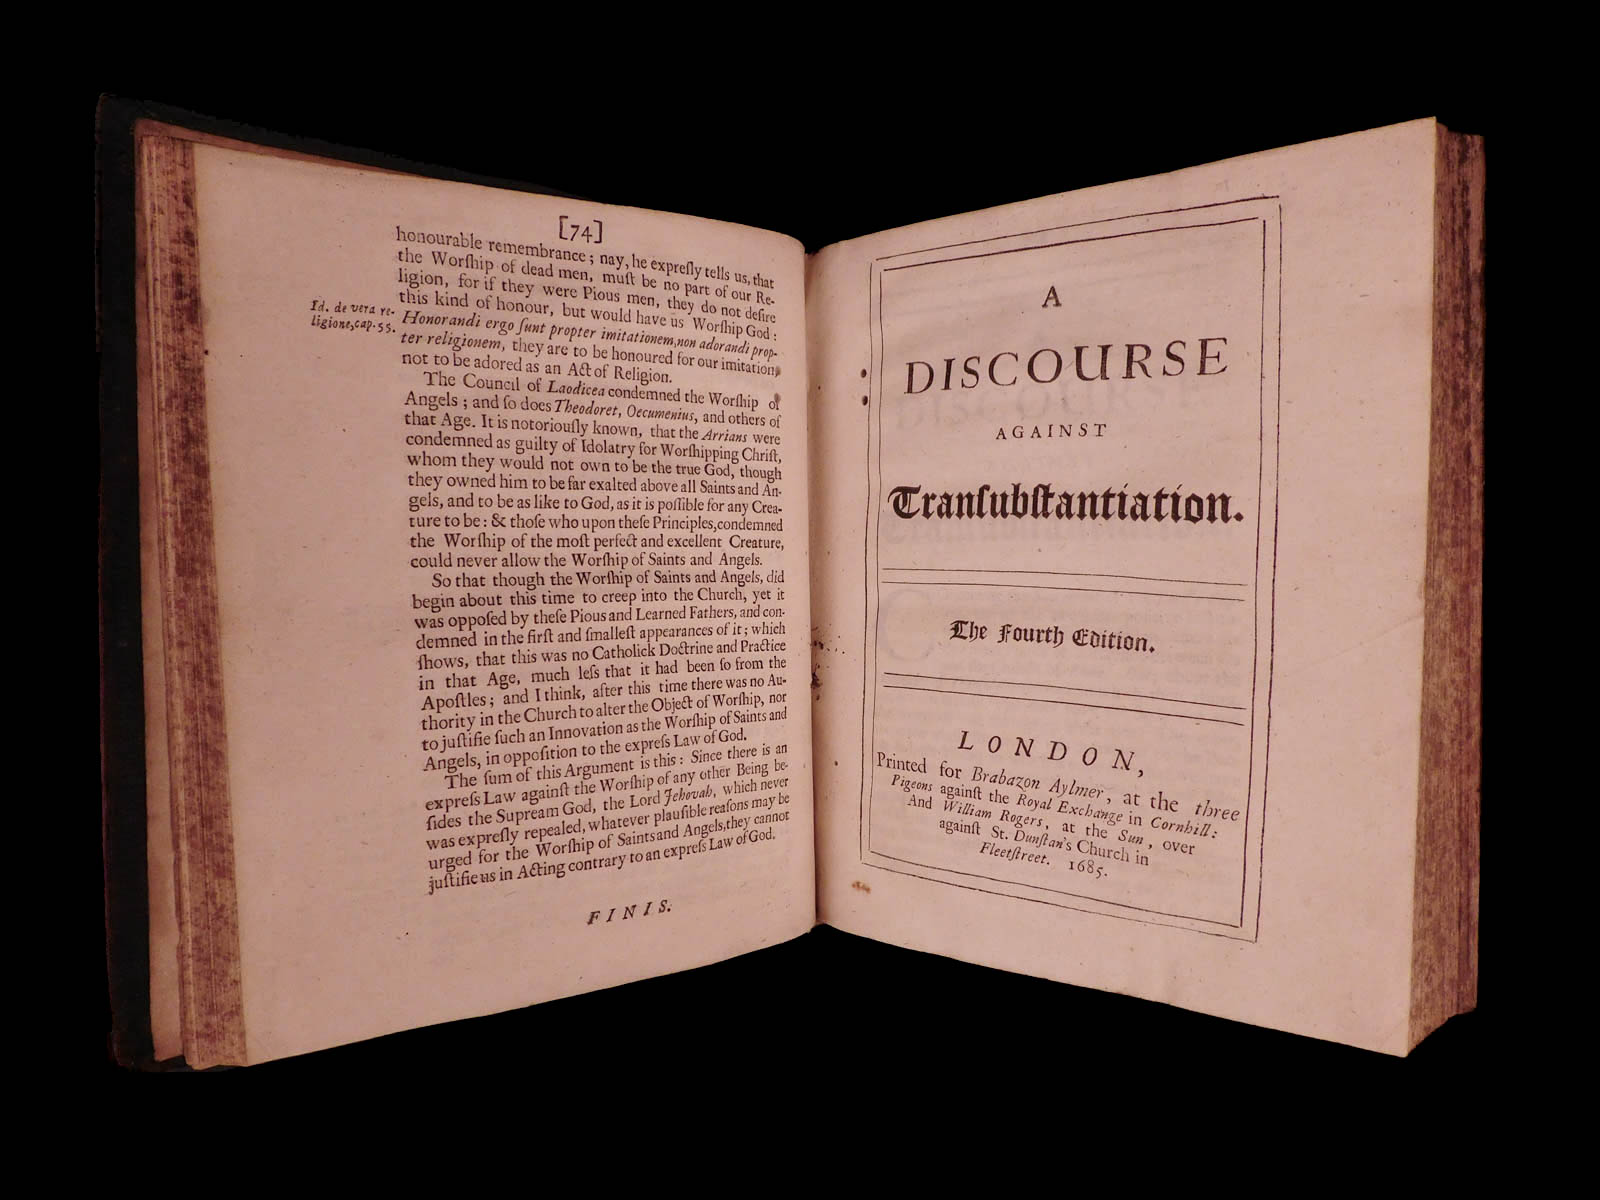 [74]
honourable remembrance; nay, he expreſly tells us, that
the Worſhip of dead men, muſt be no part of our Re-
ligion, for if they were Pious men, they do not deſire
this kind of honour, but would have us Worſhip God:
Honorandi ergo ſunt propter imitationem, non adorandi prop-
ter religionem, they are to be honoured for our imitation,
not to be adored as an Act of Religion.
Id. de vera re-
ligione, cap. 55.
The Council of Laodicea condemned the Worſhip of
Angels; and ſo does Theodoret, Oecumenius, and others of
that Age. It is notoriouſly known, that the Arrians were
condemned as guilty of Idolatry for Worſhipping Chriſt,
whom they would not own to be the true God, though
they owned him to be far exalted above all Saints and An-
gels, and to be as like to God, as it is poſſible for any Crea-
ture to be: & thoſe who upon theſe Principles, condemned
the Worſhip of the moſt perfect and excellent Creature,
could never allow the Worſhip of Saints and Angels.
So that though the Worſhip of Saints and Angels, did
begin about this time to creep into the Church, yet it
was oppoſed by theſe Pious and Learned Fathers, and con-
demned in the firſt and ſmalleſt appearances of it; which
ſhows, that this was no Catholick Doctrine and Practice
in that Age, much leſs that it had been ſo from the
Apoſtles; and I think, after this time there was no Au-
thority in the Church to alter the Object of Worſhip, nor
to juſtifie ſuch an Innovation as the Worſhip of Saints and
Angels, in oppoſition to the expreſs Law of God.
The ſum of this Argument is this: Since there is an
expreſs Law againſt the Worſhip of any other Being be-
ſides the Supream God, the Lord Jehovah, which never
was expreſly repealed, whatever plauſible reaſons may be
urged for the Worſhip of Saints and Angels, they cannot
juſtifie us in Acting contrary to an expreſs Law of God.
FINIS.
A
DISCOURSE
AGAINST
Tranſubſtantiation.
The Fourth Edition.
LONDON,
Printed for Brabazon Aylmer, at the three
Pigeons againſt the Royal Exchange in Cornhill:
And William Rogers, at the Sun, over
againſt St. Dunſtan's Church in
Fleetſtreet. 1685.